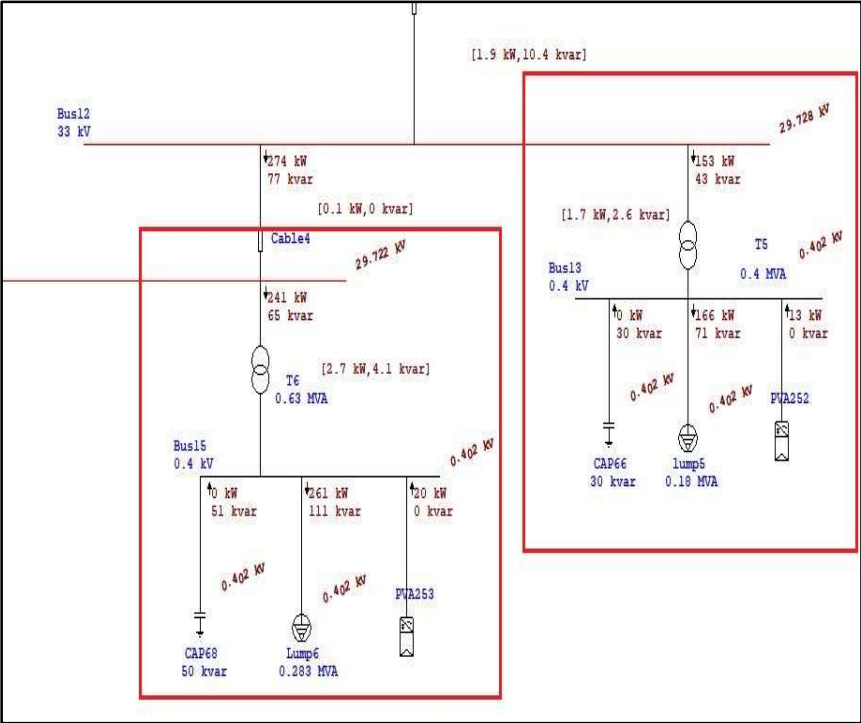 [1.9 kW,10.4 kvar]
Bus12
33 kV
29.728 kV
274 kW
77 kvar
153 kW
43 kvar
[0.1 kW,0 kvar]
[1.7 kW,2.6 kvar]
Cable4
29.722 kV
T5
0.4 MVA
0.402 kV
Bus13
0.4 kV
241 kW
65 kvar
0 kW
30 kvar
166 kW
71 kvar
13 kW
0 kvar
[2.7 kW,4.1 kvar]
T6
0.63 MVA
0.402 kV
0.402 kV
PVA252
Bus15
0.4 kV
0.402 kV
CAP66
30 kvar
lump5
0.18 MVA
0 kW
51 kvar
261 kW
111 kvar
20 kW
0 kvar
0.402 kV
0.402 kV
PVA253
CAP68
50 kvar
Lump6
0.283 MVA